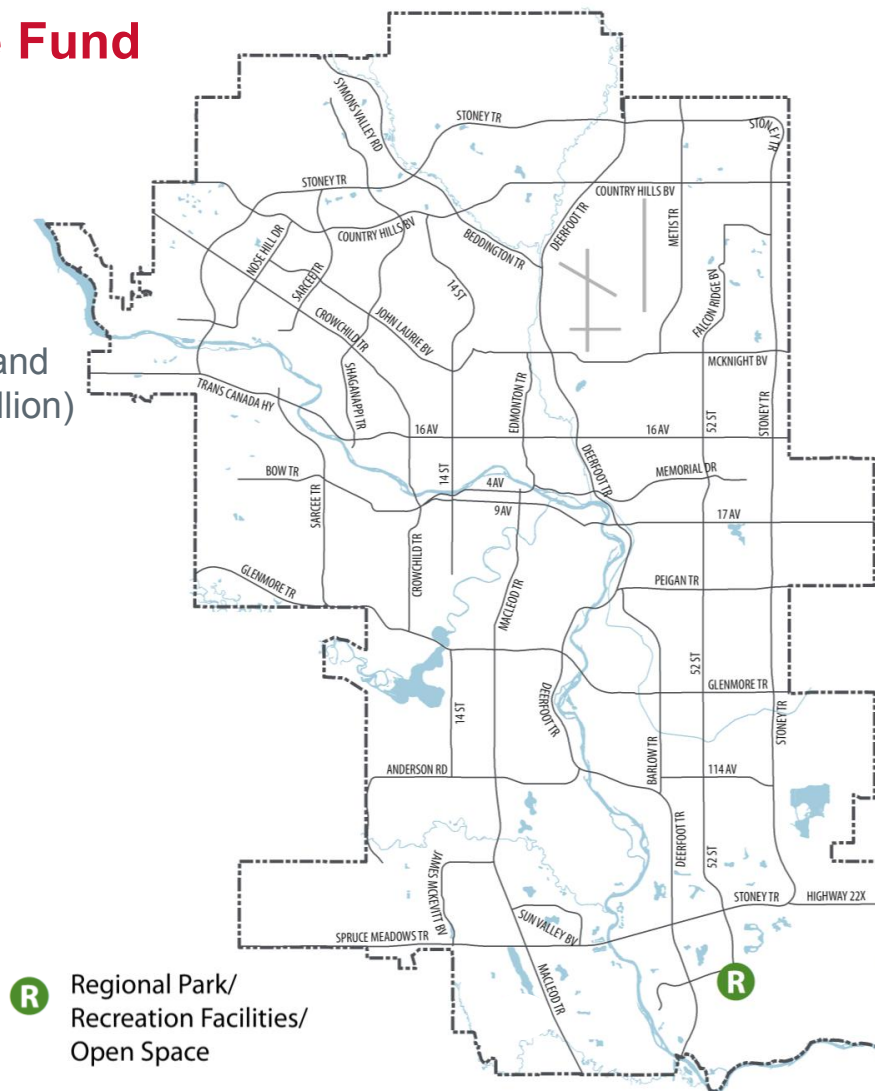 Fund
and
llion)
SYMONS VALLEY RD
STONEY TR
STONEY TR
STONEY TR
COUNTRY HILLS BV
NOSE HILL DR
SARCEE TR
COUNTRY HILLS BV
BEDDINGTON TR
DEERFOOT TR
METIS TR
14 ST
FALCON RIDGE BV
CROWCHILD TR
JOHN LAURIE BV
MCKNIGHT BV
SHAGANAPPI TR
TRANS CANADA HY
EDMONTON TR
52 ST
STONEY TR
16 AV
16 AV
DEERFOOT TR
BOW TR
14 ST
4 AV
MEMORIAL DR
SARCEE TR
9 AV
17 AV
CROWCHILD TR
GLENMORE TR
MACLEOD TR
PEIGAN TR
52 ST
GLENMORE TR
14 ST
DEERFOOT TR
STONEY TR
BARLOW TR
ANDERSON RD
114 AV
DEERFOOT TR
52 ST
JAMES MCKEVITT BV
STONEY TR
HIGHWAY 22X
SUN VALLEY BV
SPRUCE MEADOWS TR
MACLEOD TR
R
R
Regional Park/
Recreation Facilities/
Open Space